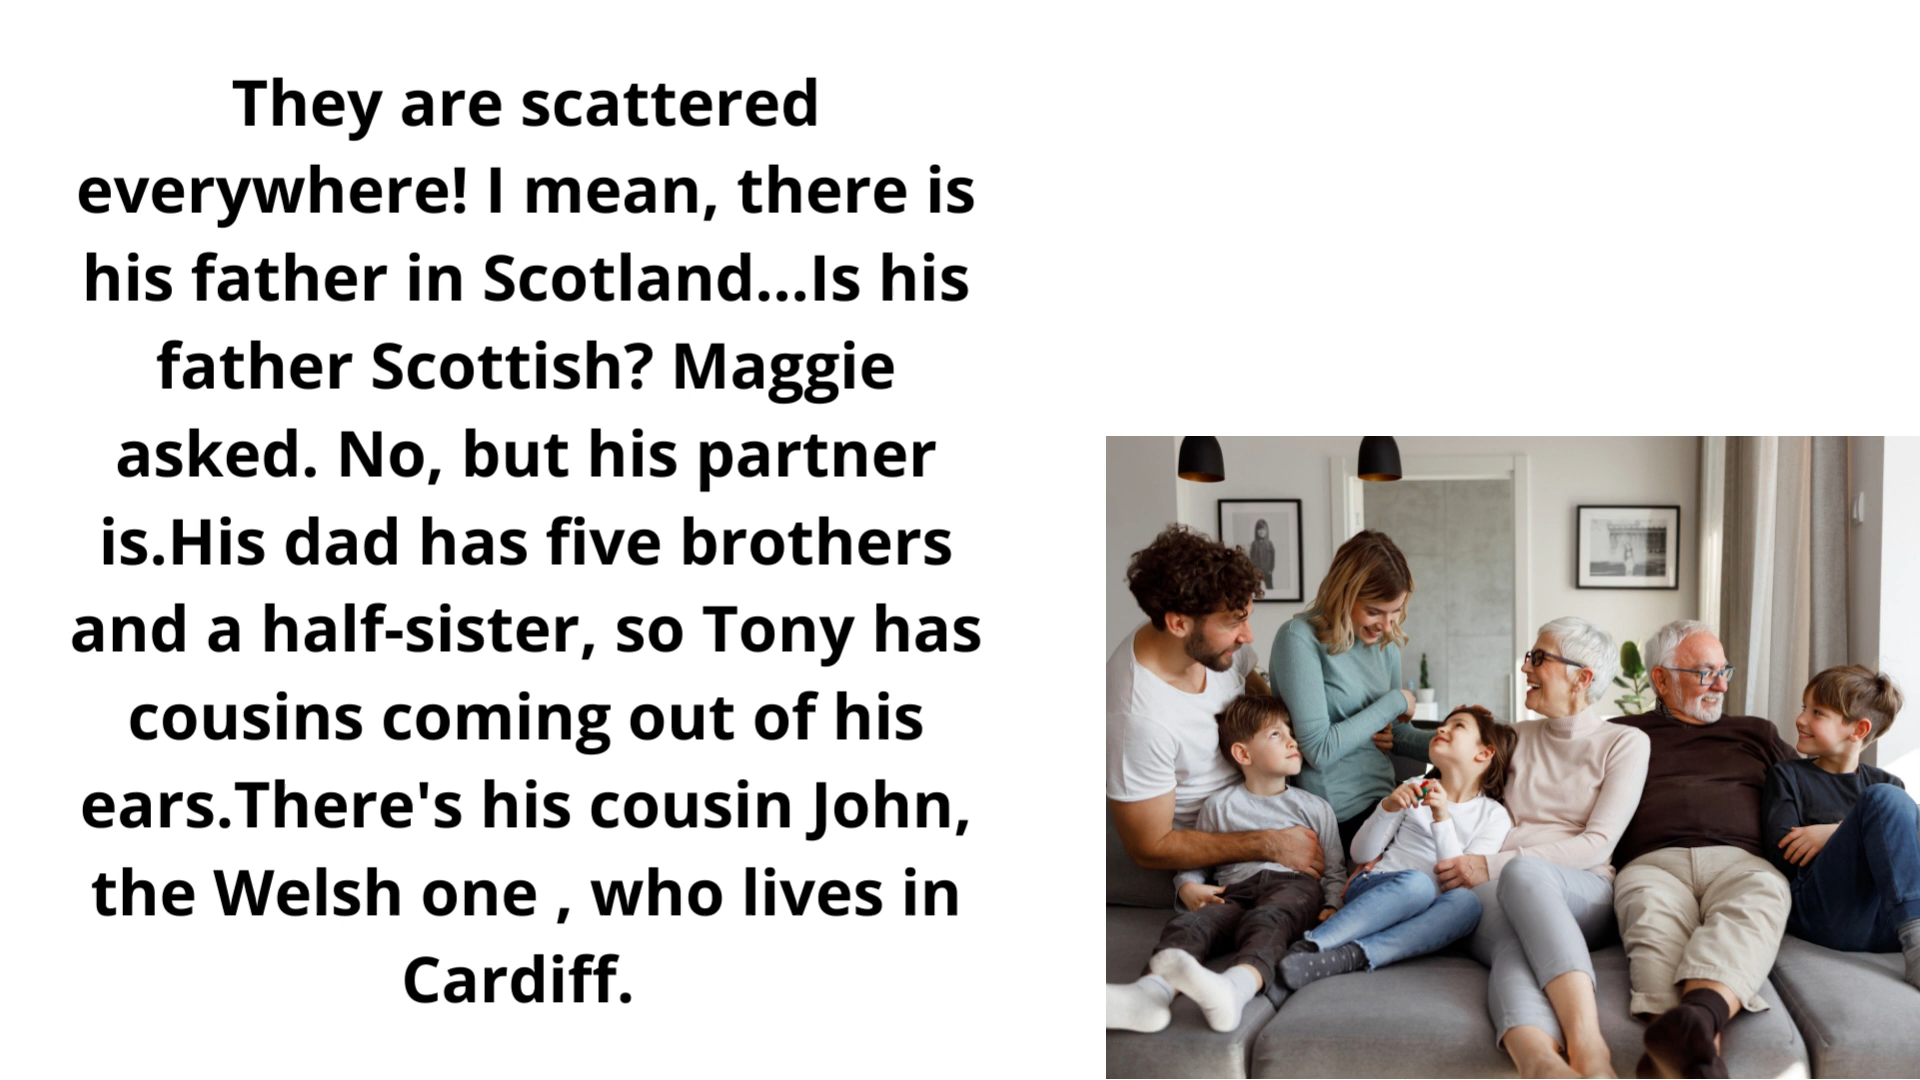 They are scattered
everywhere! I mean, there is
his father in Scotland...Is his
father Scottish? Maggie
asked. No, but his partner
is.His dad has five brothers
and a half-sister, so Tony has
cousins coming out of his
ears.There's his cousin John,
the Welsh one , who lives in
Cardiff.